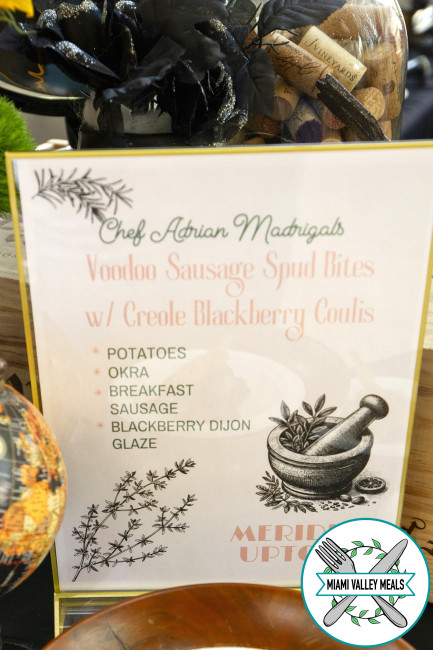 VINEYARDS
Chef Adrian Madrigals
Voodoo Sausage Spud Bites
w/ Creole Blackberry Coulis
* POTATOES
* OKRA
* BREAKFAST
SAUSAGE
* BLACKBERRY DIJON
GLAZE
MIAMI VALLEY MEALS